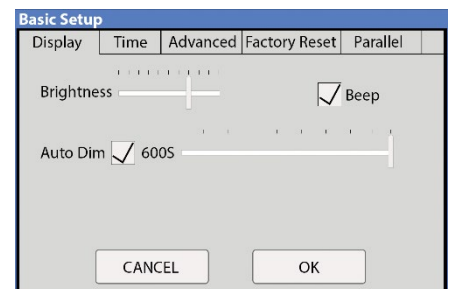 Basic Setup
Display Time Advanced Factory Reset Parallel
Brightness Beep
Auto Dim 600S
CANCEL OK